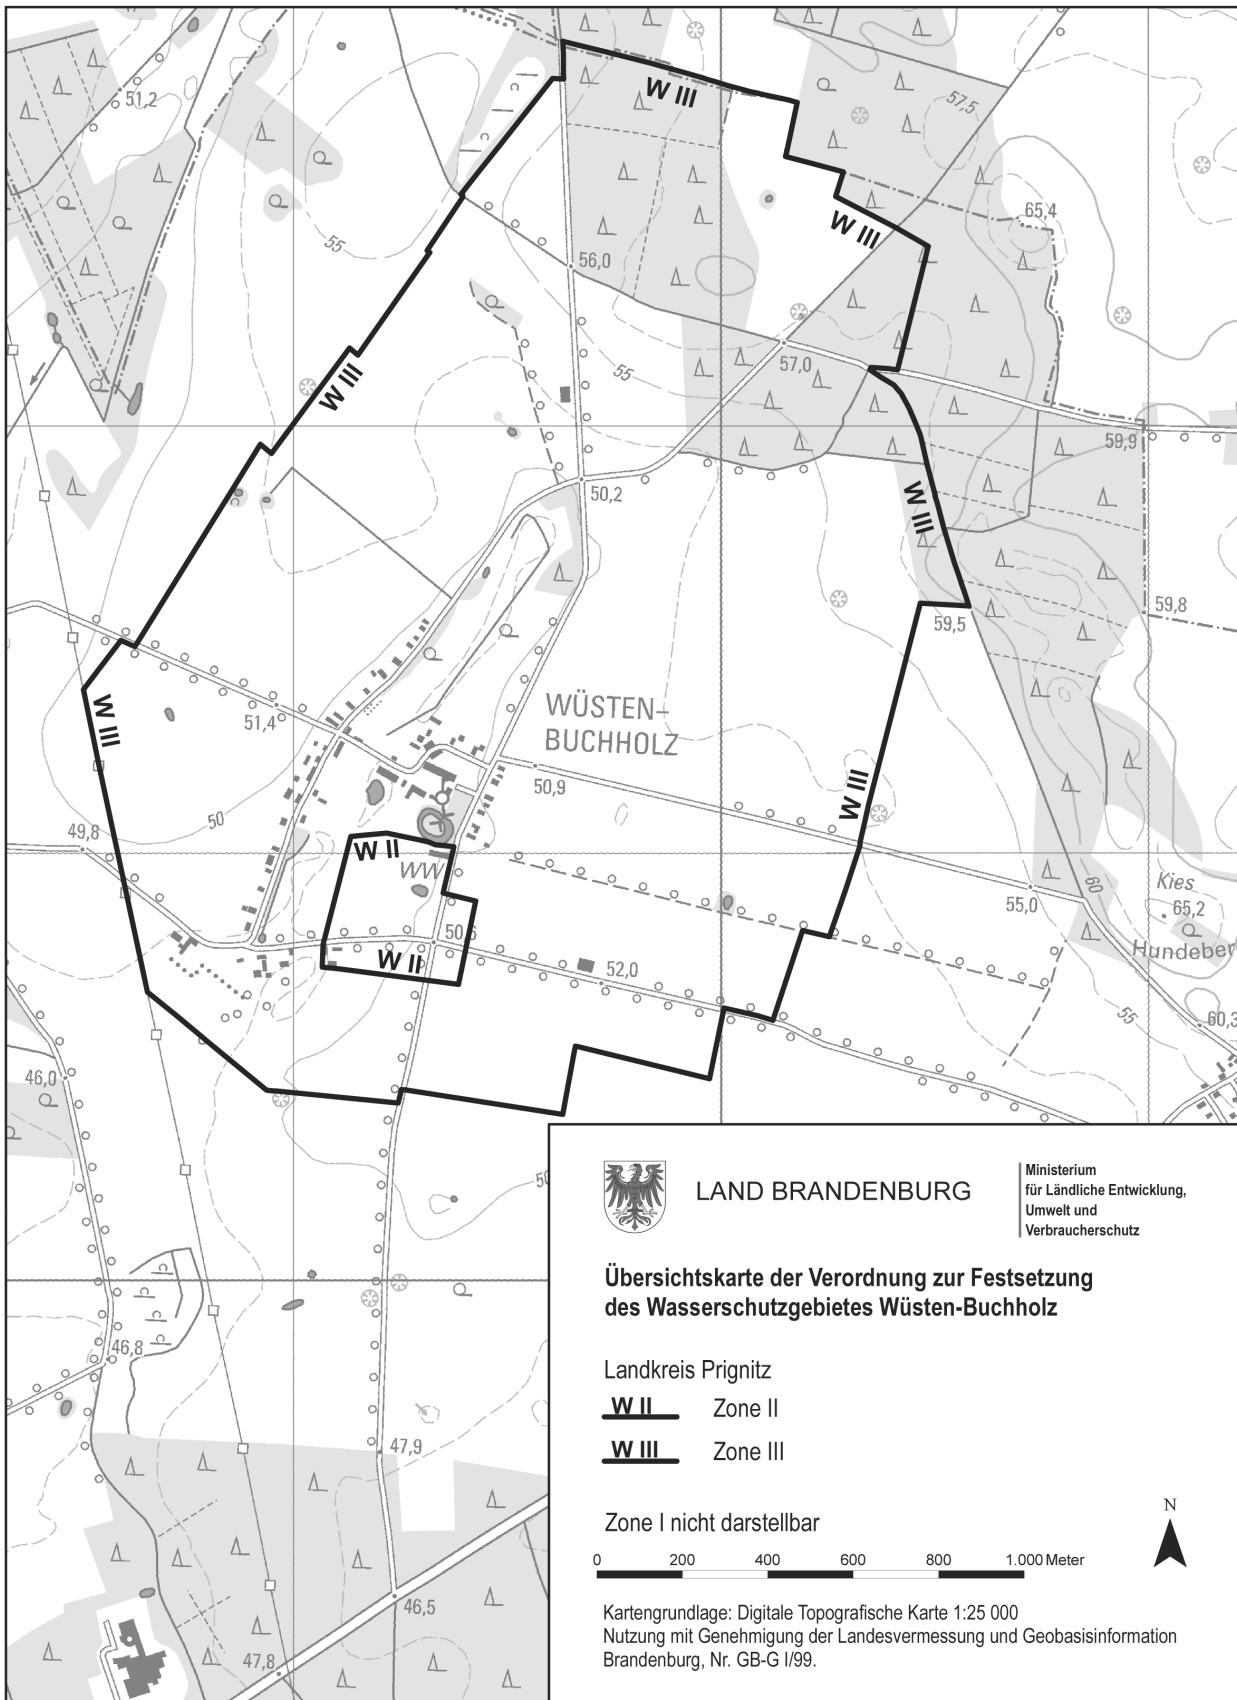 51,2
W III
57,5
65,4
W III
55
56,0
57,0
55
W III
59,9
50,2
W III
59,8
59,5
W III
51,4
WÜSTEN-
BUCHHOLZ
50,9
W III
50
49,8
W II
WW
60
Kies
65,2
55,0
Hundeber
50,6
W II
52,0
55
60,3
46,0
50
46,8
47,9
46,5
47,8
LAND BRANDENBURG
Ministerium
für Ländliche Entwicklung,
Umwelt und
Verbraucherschutz
Übersichtskarte der Verordnung zur Festsetzung
des Wasserschutzgebietes Wüsten-Buchholz
Landkreis Prignitz
W II Zone II
W III Zone III
Zone I nicht darstellbar
N
0 200 400 600 800 1.000 Meter
Kartengrundlage: Digitale Topografische Karte 1:25 000
Nutzung mit Genehmigung der Landesvermessung und Geobasisinformation
Brandenburg, Nr. GB-G I/99.